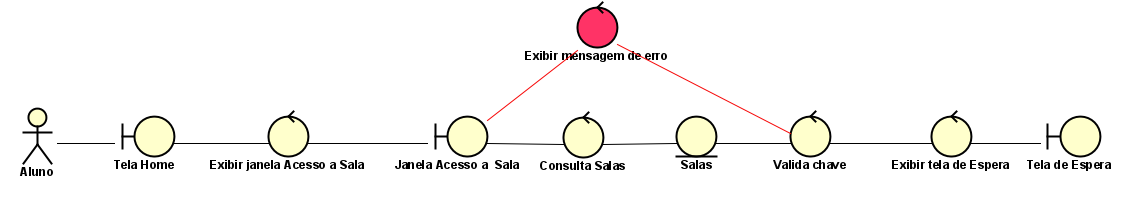 Exibir mensagem de erro
Aluno
Tela Home
Exibir janela Acesso a Sala
Janela Acesso a  Sala
Consulta Salas
Salas
Valida chave
Exibir tela de Espera
Tela de Espera